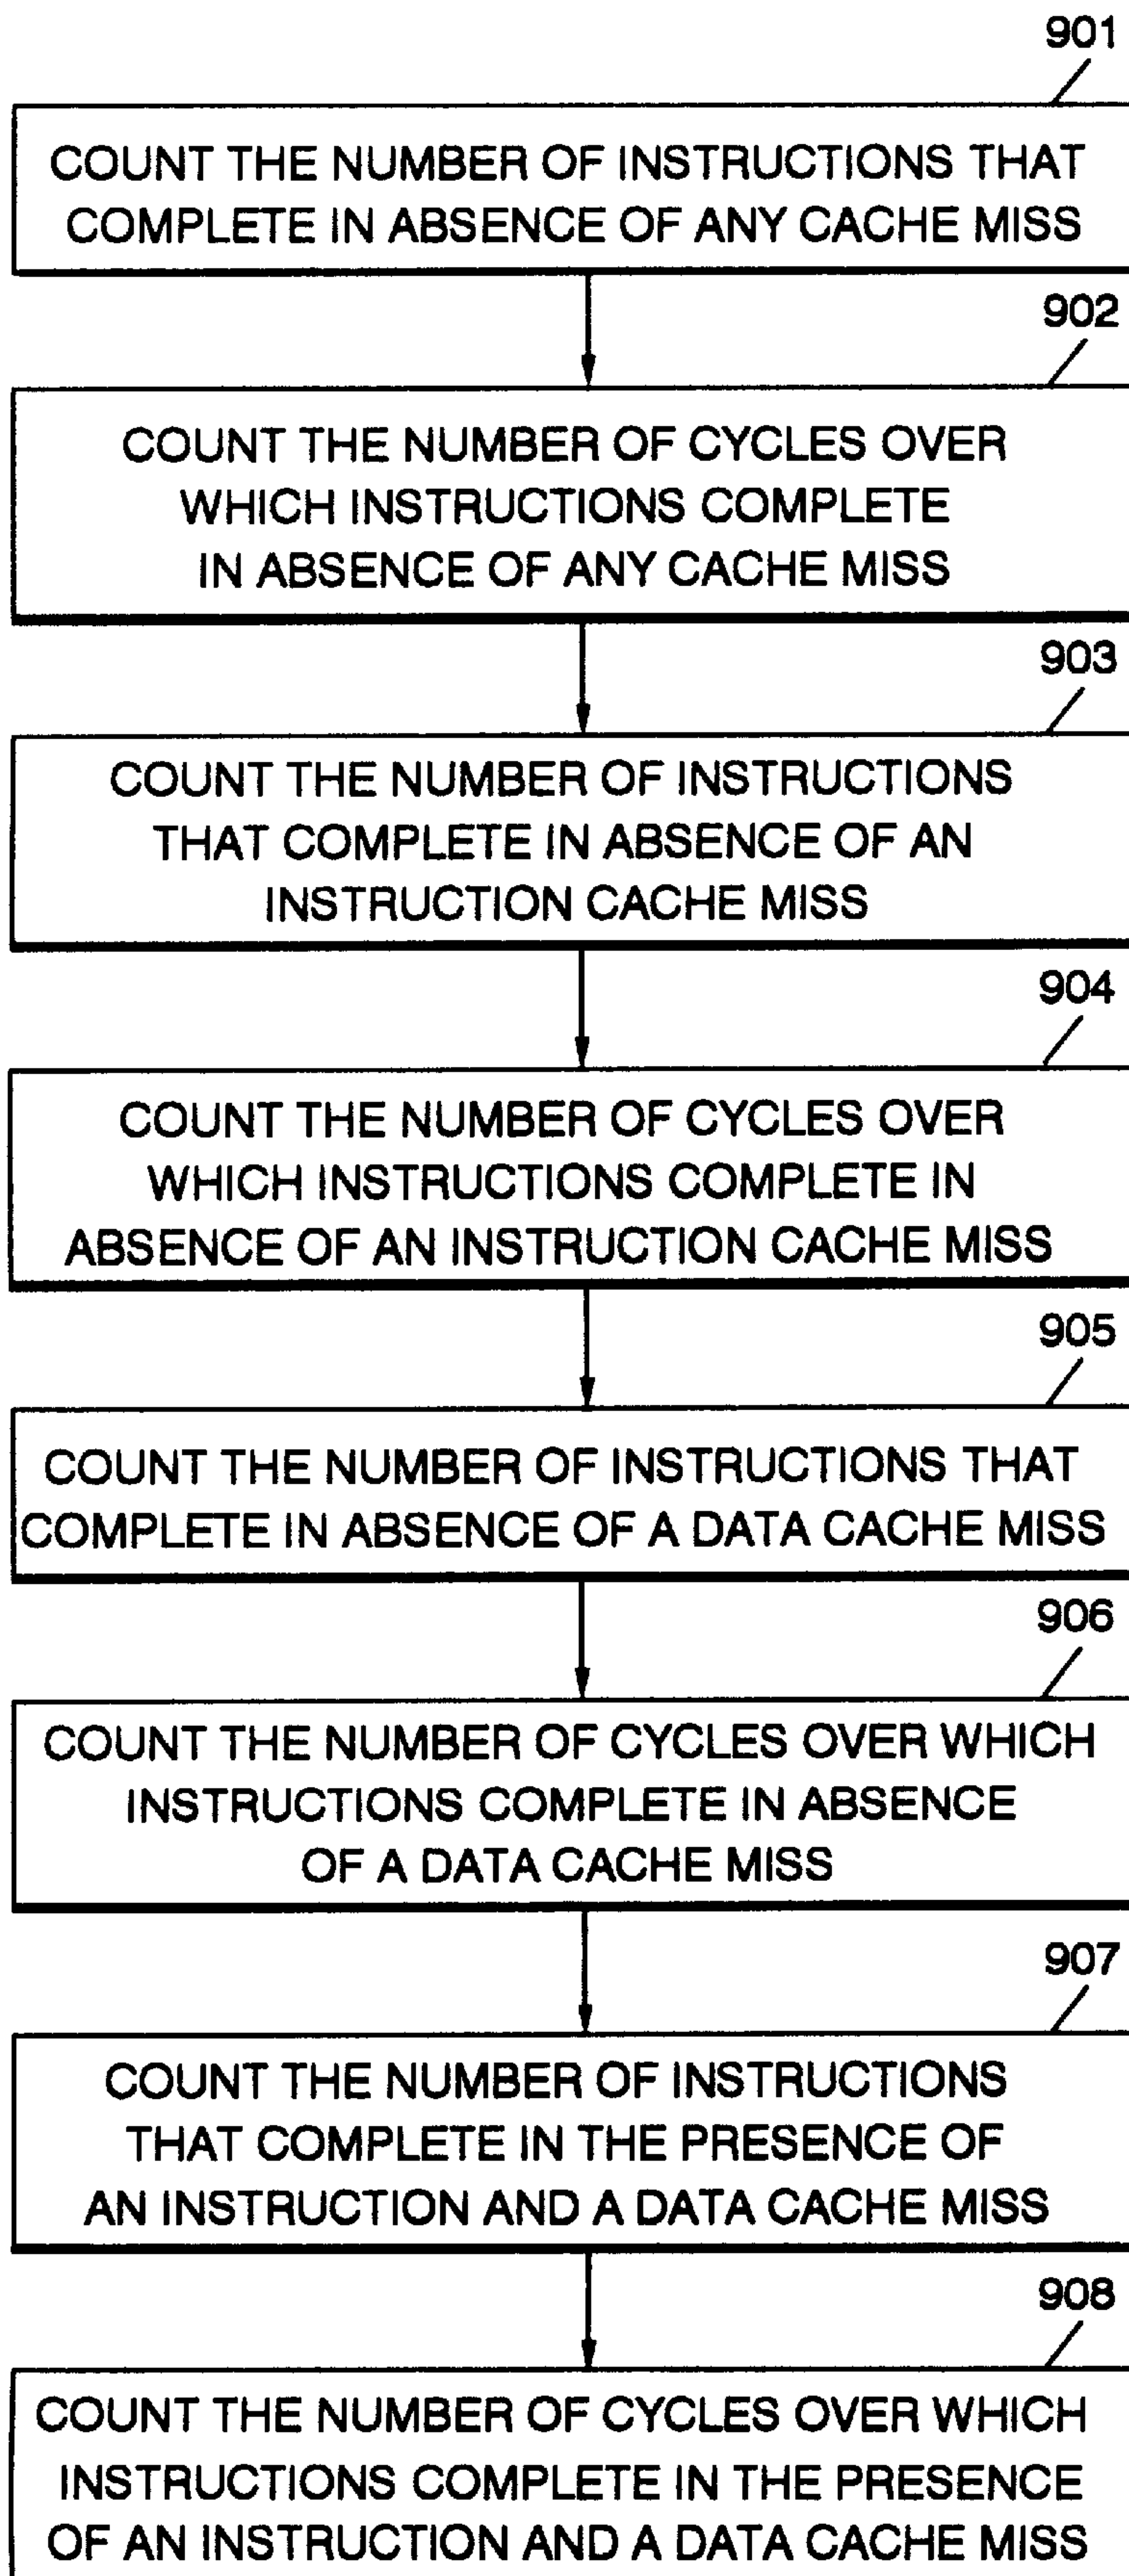 901
COUNT THE NUMBER OF INSTRUCTIONS THAT
COMPLETE IN ABSENCE OF ANY CACHE MISS
902
COUNT THE NUMBER OF CYCLES OVER
WHICH INSTRUCTIONS COMPLETE
IN ABSENCE OF ANY CACHE MISS
903
COUNT THE NUMBER OF INSTRUCTIONS
THAT COMPLETE IN ABSENCE OF AN
INSTRUCTION CACHE MISS
904
COUNT THE NUMBER OF CYCLES OVER
WHICH INSTRUCTIONS COMPLETE IN
ABSENCE OF AN INSTRUCTION CACHE MISS
905
COUNT THE NUMBER OF INSTRUCTIONS THAT
COMPLETE IN ABSENCE OF A DATA CACHE MISS
906
COUNT THE NUMBER OF CYCLES OVER WHICH
INSTRUCTIONS COMPLETE IN ABSENCE
OF A DATA CACHE MISS
907
COUNT THE NUMBER OF INSTRUCTIONS
THAT COMPLETE IN THE PRESENCE OF
AN INSTRUCTION AND A DATA CACHE MISS
908
COUNT THE NUMBER OF CYCLES OVER WHICH
INSTRUCTIONS COMPLETE IN THE PRESENCE
OF AN INSTRUCTION AND A DATA CACHE MISS